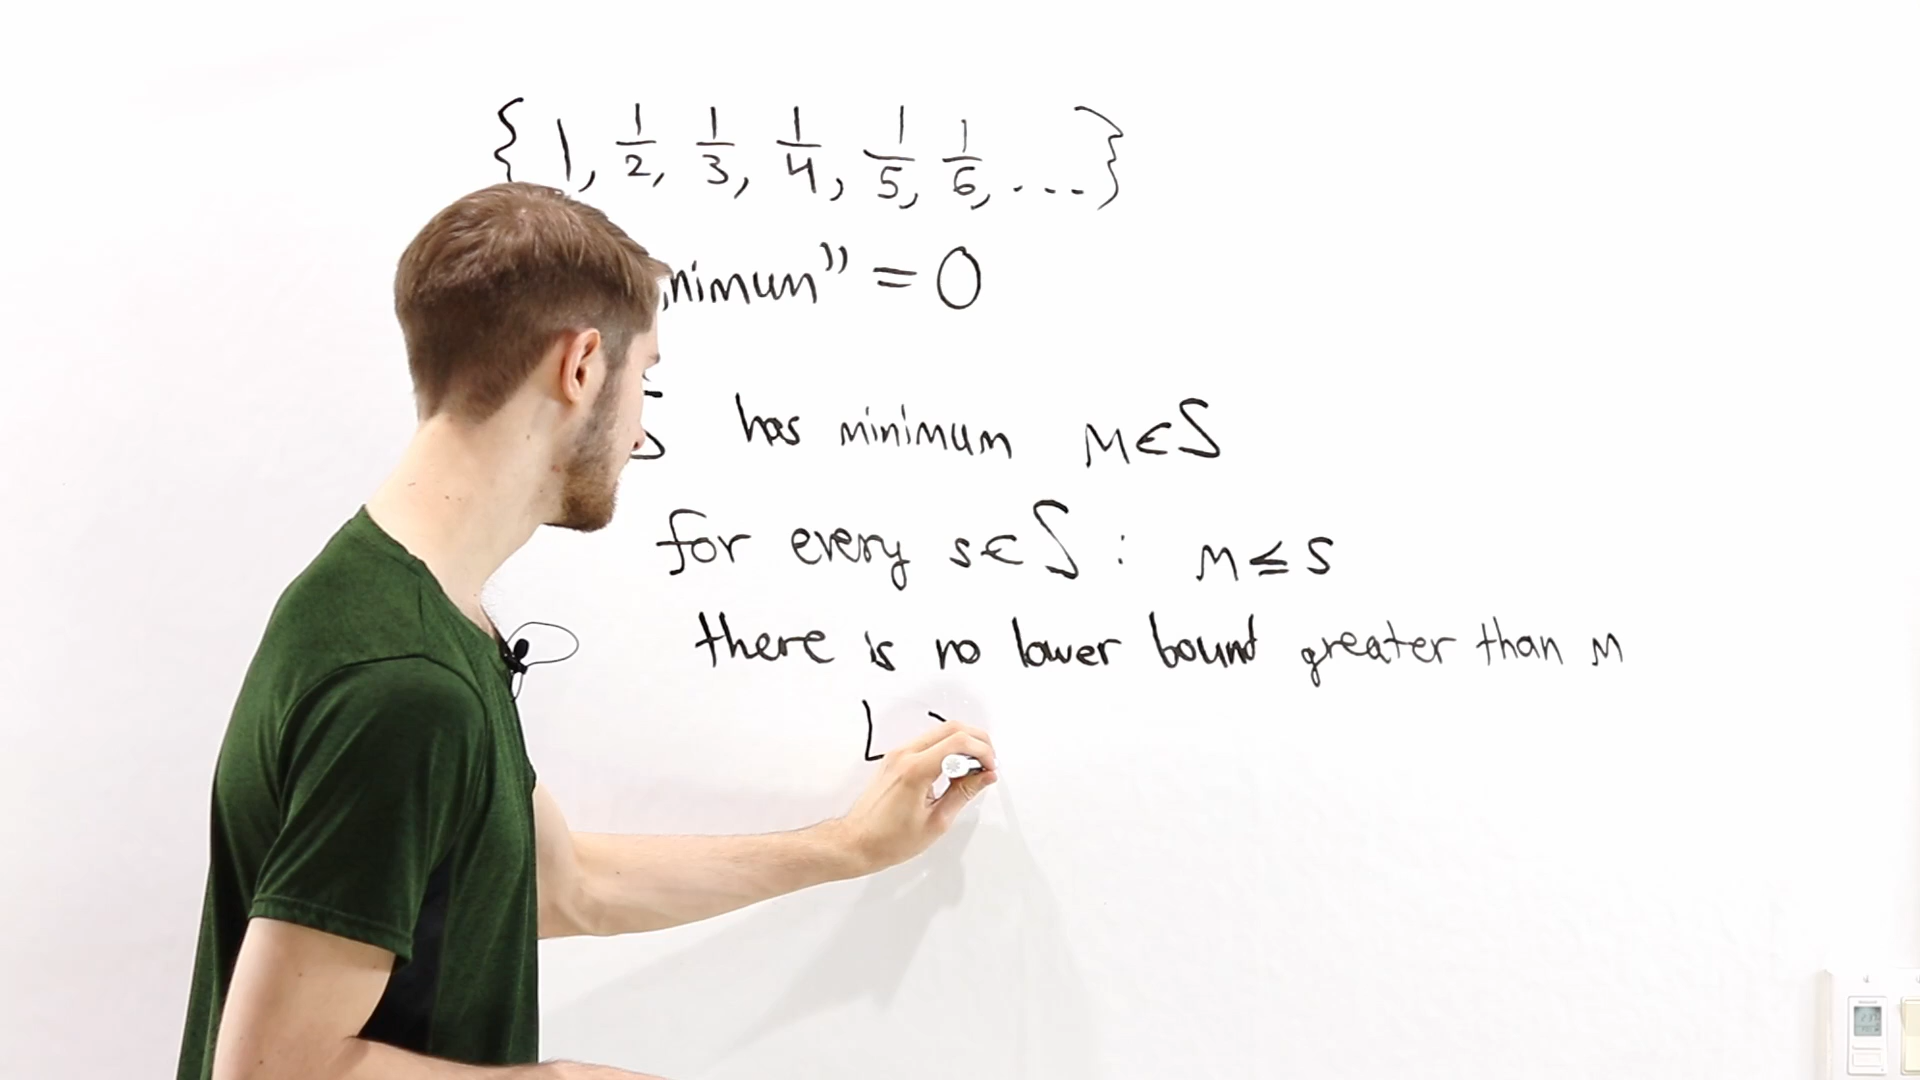 { 1, 1/2, 1/3, 1/4, 1/5, 1/6, ... }
nimum" = 0
S has minimum m∈S
for every s∈S : m ≤ s
there is no lower bound greater than m
L